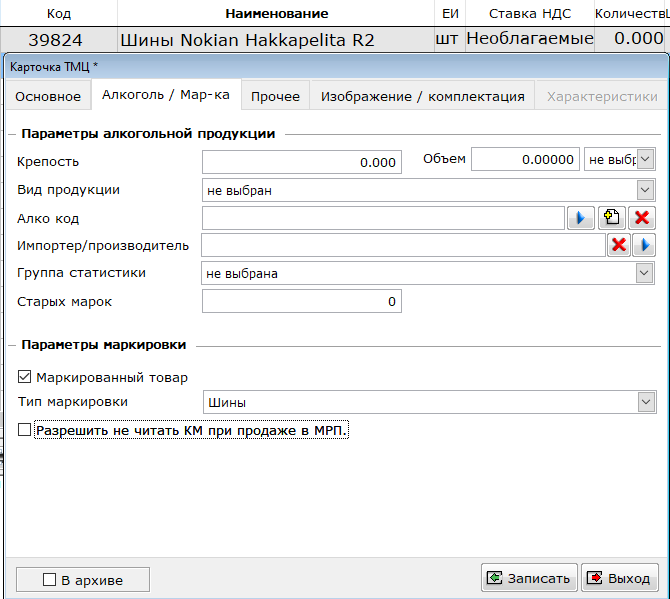 Код Наименование ЕИ Ставка НДС Количеств
39824 Шины Nokian Hakkapelita R2 шт Необлагаемые 0.000
Карточка ТМЦ *
Основное Алкоголь / Мар-ка Прочее Изображение / комплектация Характеристики
Параметры алкогольной продукции
Крепость 0.000 Объем 0.00000 не выбр
Вид продукции не выбран
Алко код
Импортер/производитель
Группа статистики не выбрана
Старых марок 0
Параметры маркировки
Маркированный товар
Тип маркировки Шины
Разрешить не читать КМ при продаже в МРП.
В архиве Записать Выход